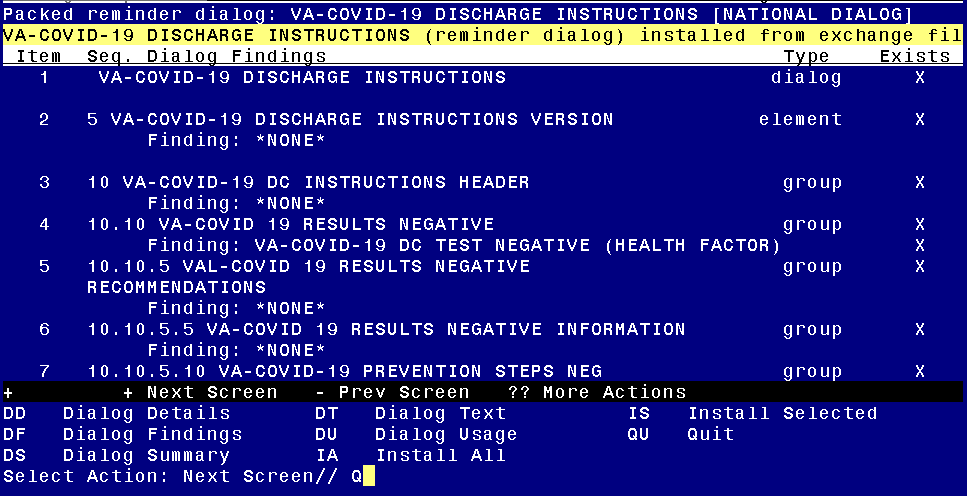 Packed reminder dialog: VA-COVID-19 DISCHARGE INSTRUCTIONS [NATIONAL DIALOG]
VA-COVID-19 DISCHARGE INSTRUCTIONS (reminder dialog) installed from exchange fil
Item Seq. Dialog Findings Type Exists
1 VA-COVID-19 DISCHARGE INSTRUCTIONS dialog X
2 5 VA-COVID-19 DISCHARGE INSTRUCTIONS VERSION element X
Finding: *NONE*
3 10 VA-COVID-19 DC INSTRUCTIONS HEADER group X
Finding: *NONE*
4 10.10 VA-COVID 19 RESULTS NEGATIVE group X
Finding: VA-COVID-19 DC TEST NEGATIVE (HEALTH FACTOR) X
5 10.10.5 VAL-COVID 19 RESULTS NEGATIVE group X
RECOMMENDATIONS
Finding: *NONE*
6 10.10.5.5 VA-COVID 19 RESULTS NEGATIVE INFORMATION group X
Finding: *NONE*
7 10.10.5.10 VA-COVID-19 PREVENTION STEPS NEG group X
+ + Next Screen - Prev Screen ?? More Actions
DD Dialog Details DT Dialog Text IS Install Selected
DF Dialog Findings DU Dialog Usage QU Quit
DS Dialog Summary IA Install All
Select Action: Next Screen// Q